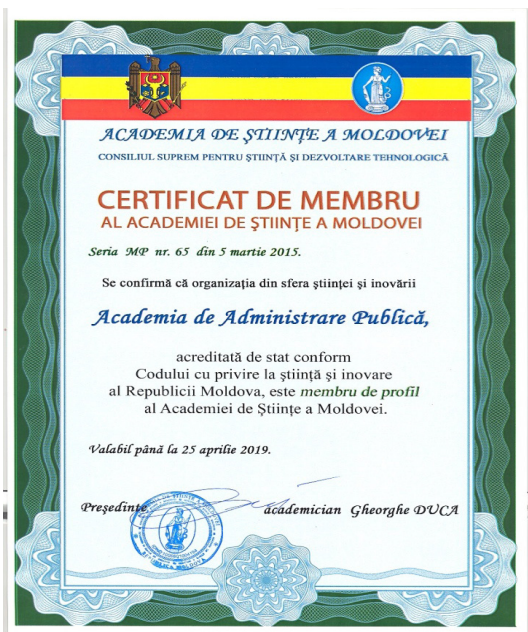 ACADEMIA DE ŞTIINŢE A MOLDOVEI
CONSILIUL SUPREM PENTRU ŞTIINŢĂ ŞI DEZVOLTARE TEHNOLOGICĂ
CERTIFICAT DE MEMBRU
AL ACADEMIEI DE ŞTIINŢE A MOLDOVEI
Seria MP nr. 65 din 5 martie 2015.
Se confirmă că organizaţia din sfera ştiinţei şi inovării
Academia de Administrare Publică,
acreditată de stat conform
Codului cu privire la ştiinţă şi inovare
al Republicii Moldova, este membru de profil
al Academiei de Ştiinţe a Moldovei.
Valabil până la 25 aprilie 2019.
Preşedinte, academician Gheorghe DUCA